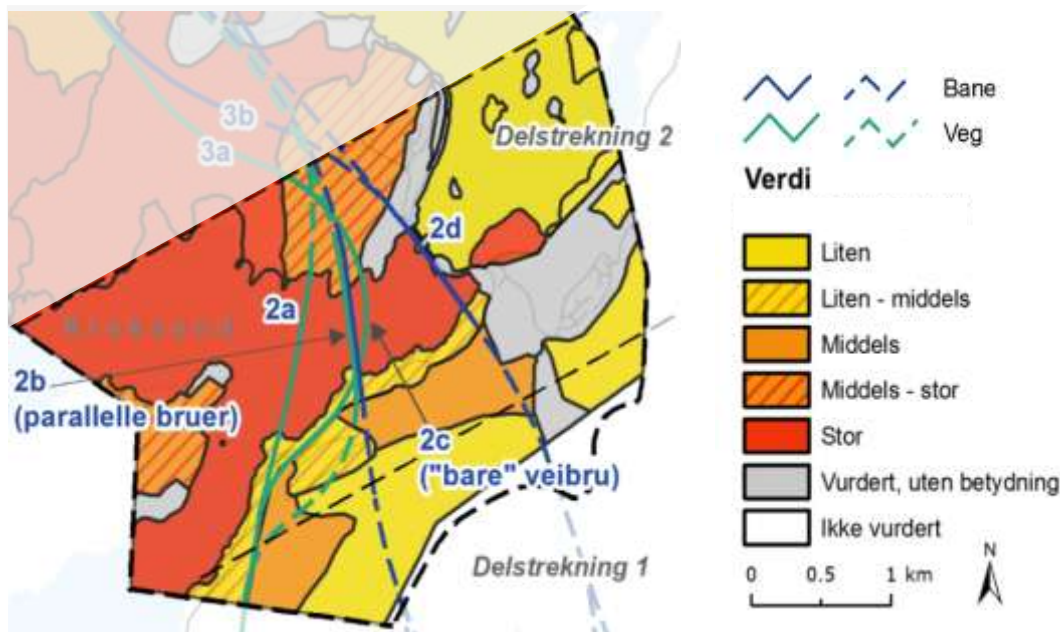 3b
3a
Delstrekning 2
2d
2a
2b
(parallelle bruer)
2c
("bare" veibru)
Delstrekning 1
Bane
Veg
Verdi
Liten
Liten - middels
Middels
Middels - stor
Stor
Vurdert, uten betydning
Ikke vurdert
N
0 0.5 1 km